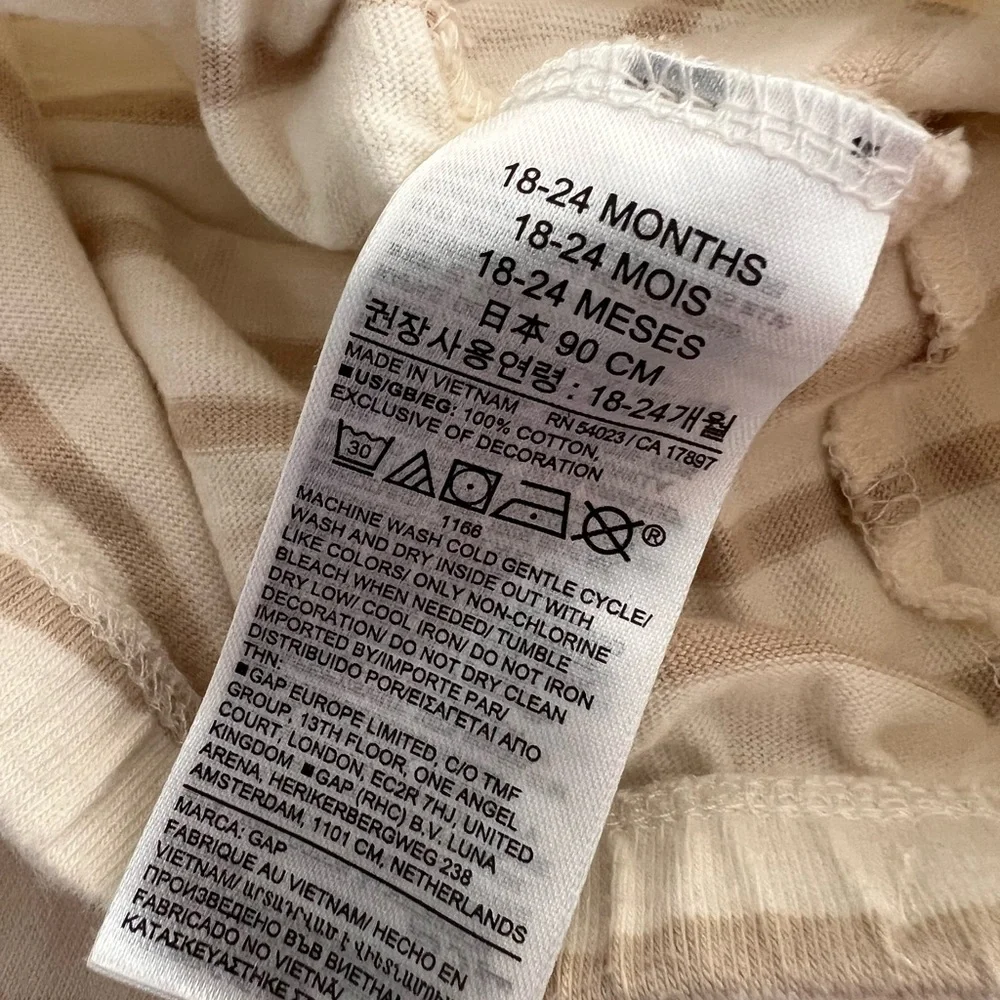 18-24 MONTHS
18-24 MOIS
18-24 MESES
日本 90 CM
권장사용연령 : 18-24개월
MADE IN VIETNAM RN 54023 / CA 17897
■US/GB/EG: 100% COTTON,
EXCLUSIVE OF DECORATION
30
®
1166
MACHINE WASH COLD GENTLE CYCLE/
WASH AND DRY INSIDE OUT WITH
LIKE COLORS/ ONLY NON-CHLORINE
BLEACH WHEN NEEDED/ TUMBLE
DRY LOW/ COOL IRON/ DO NOT IRON
DECORATION/ DO NOT DRY CLEAN
IMPORTED BY/IMPORTE PAR/
DISTRIBUIDO POR/ΕΙΣΑΓΕΤΑΙ ΑΠΟ
ΤΗΝ.
■GAP EUROPE LIMITED, C/O TMF
GROUP, 13TH FLOOR, ONE ANGEL
COURT, LONDON, EC2R 7HJ, UNITED
KINGDOM ■GAP (RHC) B.V. LUNA
ARENA, HERIKERBERGWEG 238
AMSTERDAM, 1101 CM, NETHERLANDS
MARCA: GAP
FABRIQUE AU VIETNAM/ HECHO EN
VIETNAM/ Արտադրված է Վիետնամում
ПРОИЗВЕДЕНО ВЪВ ВИЕТНАМ
FABRICADO NO VIETNÃ/
ΚΑΤΑΣΚΕΥΑΣΤΗΚΕ